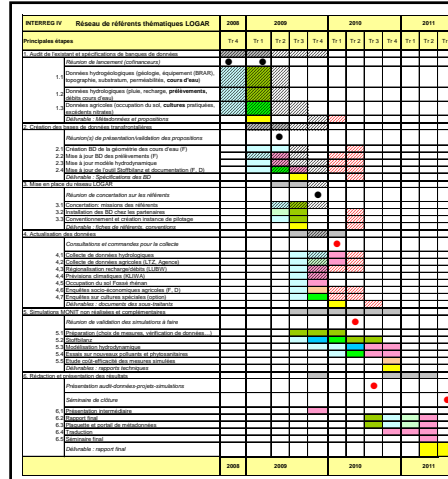 INTERREG IV Réseau de référents thématiques LOGAR 2008 2009 2010 2011
Principales étapes Tr 4 Tr 1 Tr 2 Tr 3 Tr 4 Tr 1 Tr 2 Tr 3 Tr 4 Tr 1 Tr 2 Tr
1. Audit de l'existant et spécifications de banques de données
Réunion de lancement (cofinanceurs)
1.1 Données hydrogéologiques (géologie, équipement (BRAR),
topographie, substratum, perméabilités, cours d'eau)
1.2 Données hydrologiques (pluie, recharge, prélèvements,
débits cours d'eau)
1.3 Données agricoles (occupation du sol, cultures pratiquées,
excédents nitrates)
Délivrable : Métadonnées et propositions
2. Création des bases de données transfrontalières
Réunion(s) de présentation/validation des propositions
2.1 Création BD de la géométrie des cours d'eau (F)
2.2 Mise à jour BD des prélèvements (F)
2.3 Mise à jour modèle hydrodynamique
2.4 Mise à jour de l'outil Stoffbilanz et documentation (F, D)
Délivrable : Spécifications des BD
3. Mise en place du réseau LOGAR
Réunion de concertation sur les référents
3.1 Concertation: missions des référents
3.2 Installation des BD chez les partenaires
3.3 Conventionnement et création instance de pilotage
Délivrable : fiches de référents, conventions
4. Actualisation des données
Consultations et commandes pour la collecte
4.1 Collecte de données hydrologiques
4.2 Collecte de données agricoles (LTZ, Agence)
4.3 Régionalisation recharge/débits (LUBW)
4.4 Prévisions climatiques (KLIWA)
4.5 Occupation du sol Fossé rhénan
4.6 Enquêtes socio-économiques agricoles (F, D)
4.7 Enquêtes sur cultures spéciales (option)
Délivrables : documents des sous-traitants
5. Simulations MONIT non réalisées et complémentaires
Réunion de validation des simulations à faire
5.1 Préparation (choix de mesures, vérification de données...)
5.2 Stoffbilanz
5.3 Modélisation hydrodynamique
5.4 Essais sur nouveaux polluants et phytosanitaires
5.5 Etude coût-efficacité des mesures simulées
Délivrables : rapports techniques
6. Rédaction et présentation des résultats
Présentation audit-données-projets-simulations
Séminaire de clôture
6.1 Présentation intermédiaire
6.2 Rapport final
6.3 Plaquette et portail de métadonnées
6.4 Traduction
6.5 Séminaire final
Délivrable : rapport final
2008 2009 2010 2011